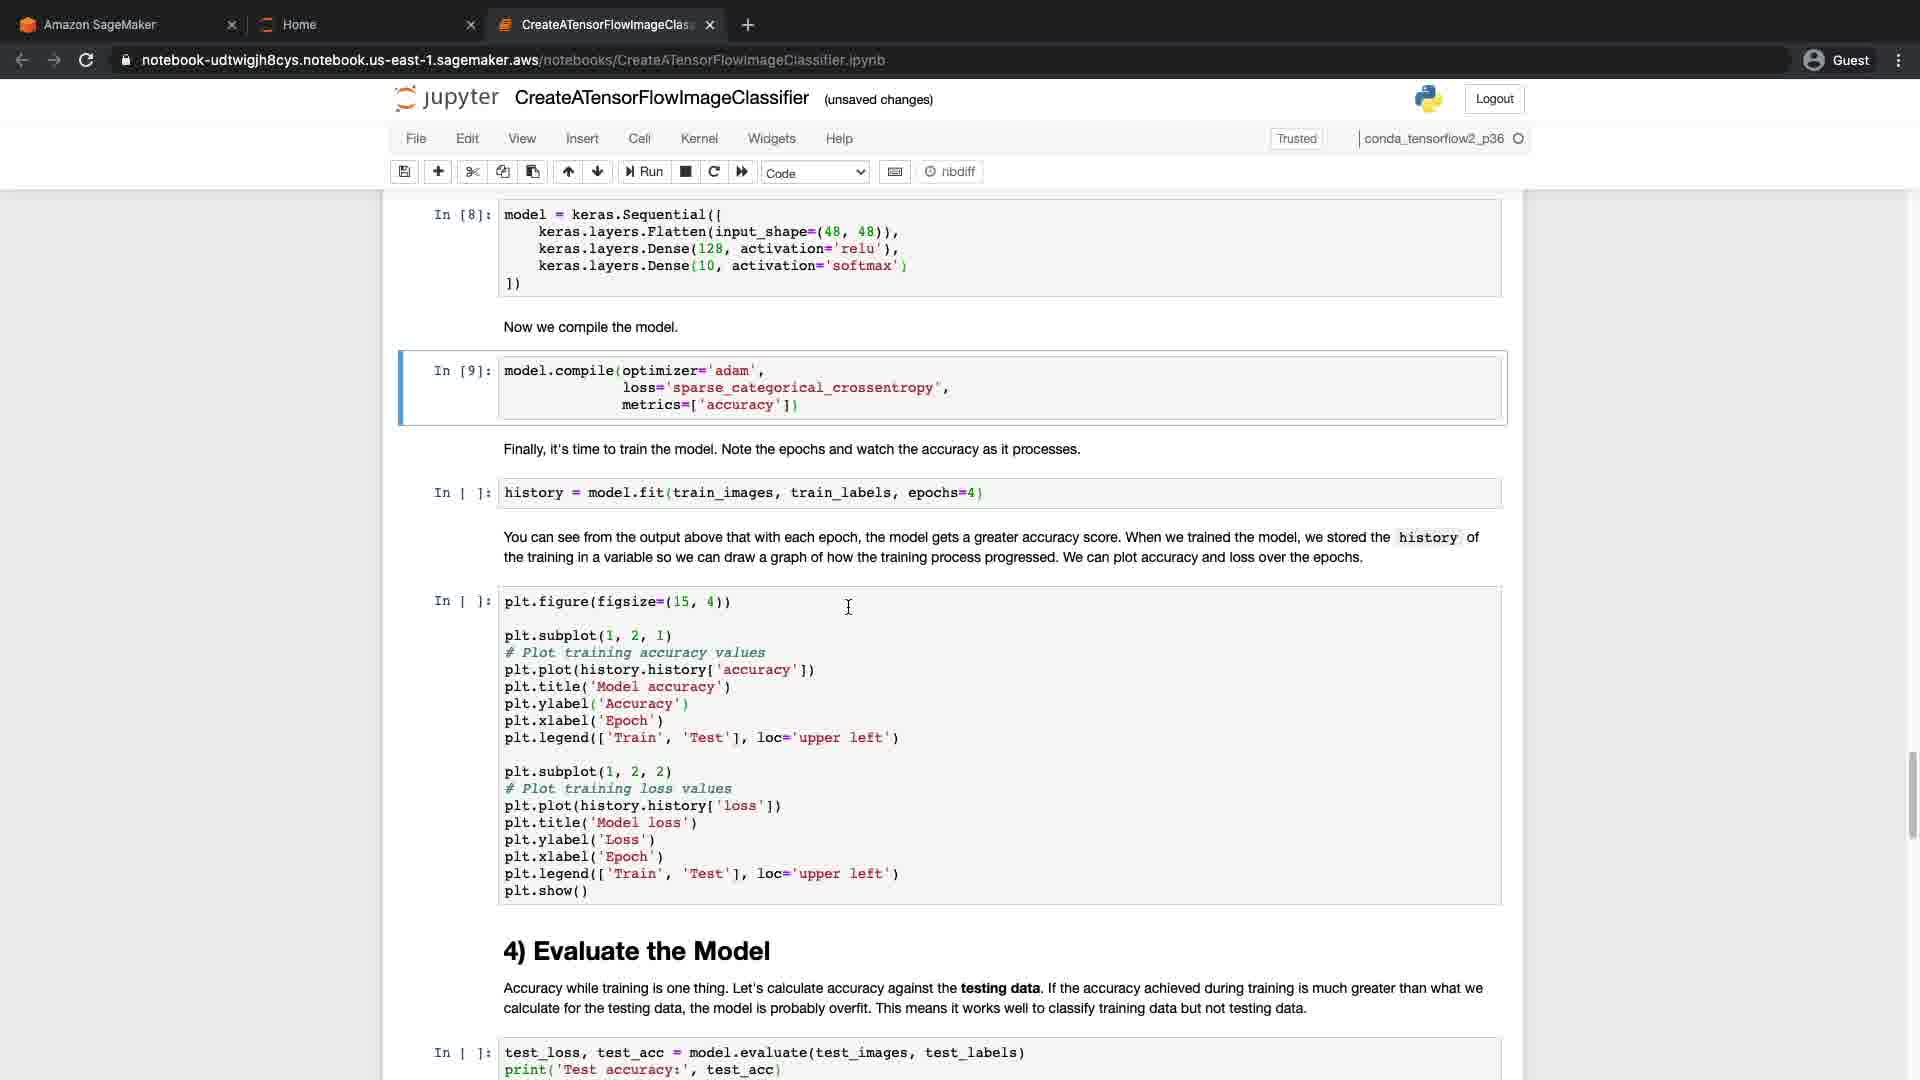 Amazon SageMaker
Home
CreateATensorFlowImageClas
notebook-udtwigjh8cys.notebook.us-east-1.sagemaker.aws/notebooks/CreateATensorFlowImageClassifier.ipynb
Guest
jupyter CreateATensorFlowImageClassifier (unsaved changes)
Logout
File Edit View Insert Cell Kernel Widgets Help
Trusted
conda_tensorflow2_p36
Run
Code
nbdiff
In [8]: model = keras.Sequential([
keras.layers.Flatten(input_shape=(48, 48)),
keras.layers.Dense(128, activation='relu'),
keras.layers.Dense(10, activation='softmax')
])
Now we compile the model.
In [9]: model.compile(optimizer='adam',
loss='sparse_categorical_crossentropy',
metrics=['accuracy'])
Finally, it's time to train the model. Note the epochs and watch the accuracy as it processes.
In [ ]: history = model.fit(train_images, train_labels, epochs=4)
You can see from the output above that with each epoch, the model gets a greater accuracy score. When we trained the model, we stored the history of
the training in a variable so we can draw a graph of how the training process progressed. We can plot accuracy and loss over the epochs.
In [ ]: plt.figure(figsize=(15, 4))
plt.subplot(1, 2, 1)
# Plot training accuracy values
plt.plot(history.history['accuracy'])
plt.title('Model accuracy')
plt.ylabel('Accuracy')
plt.xlabel('Epoch')
plt.legend(['Train', 'Test'], loc='upper left')
plt.subplot(1, 2, 2)
# Plot training loss values
plt.plot(history.history['loss'])
plt.title('Model loss')
plt.ylabel('Loss')
plt.xlabel('Epoch')
plt.legend(['Train', 'Test'], loc='upper left')
plt.show()
4) Evaluate the Model
Accuracy while training is one thing. Let's calculate accuracy against the testing data. If the accuracy achieved during training is much greater than what we
calculate for the testing data, the model is probably overfit. This means it works well to classify training data but not testing data.
In [ ]: test_loss, test_acc = model.evaluate(test_images, test_labels)
print('Test accuracy:', test_acc)